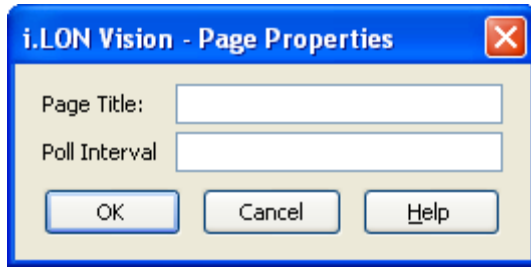 i.LON Vision - Page Properties
Page Title:
Poll Interval
OK Cancel Help